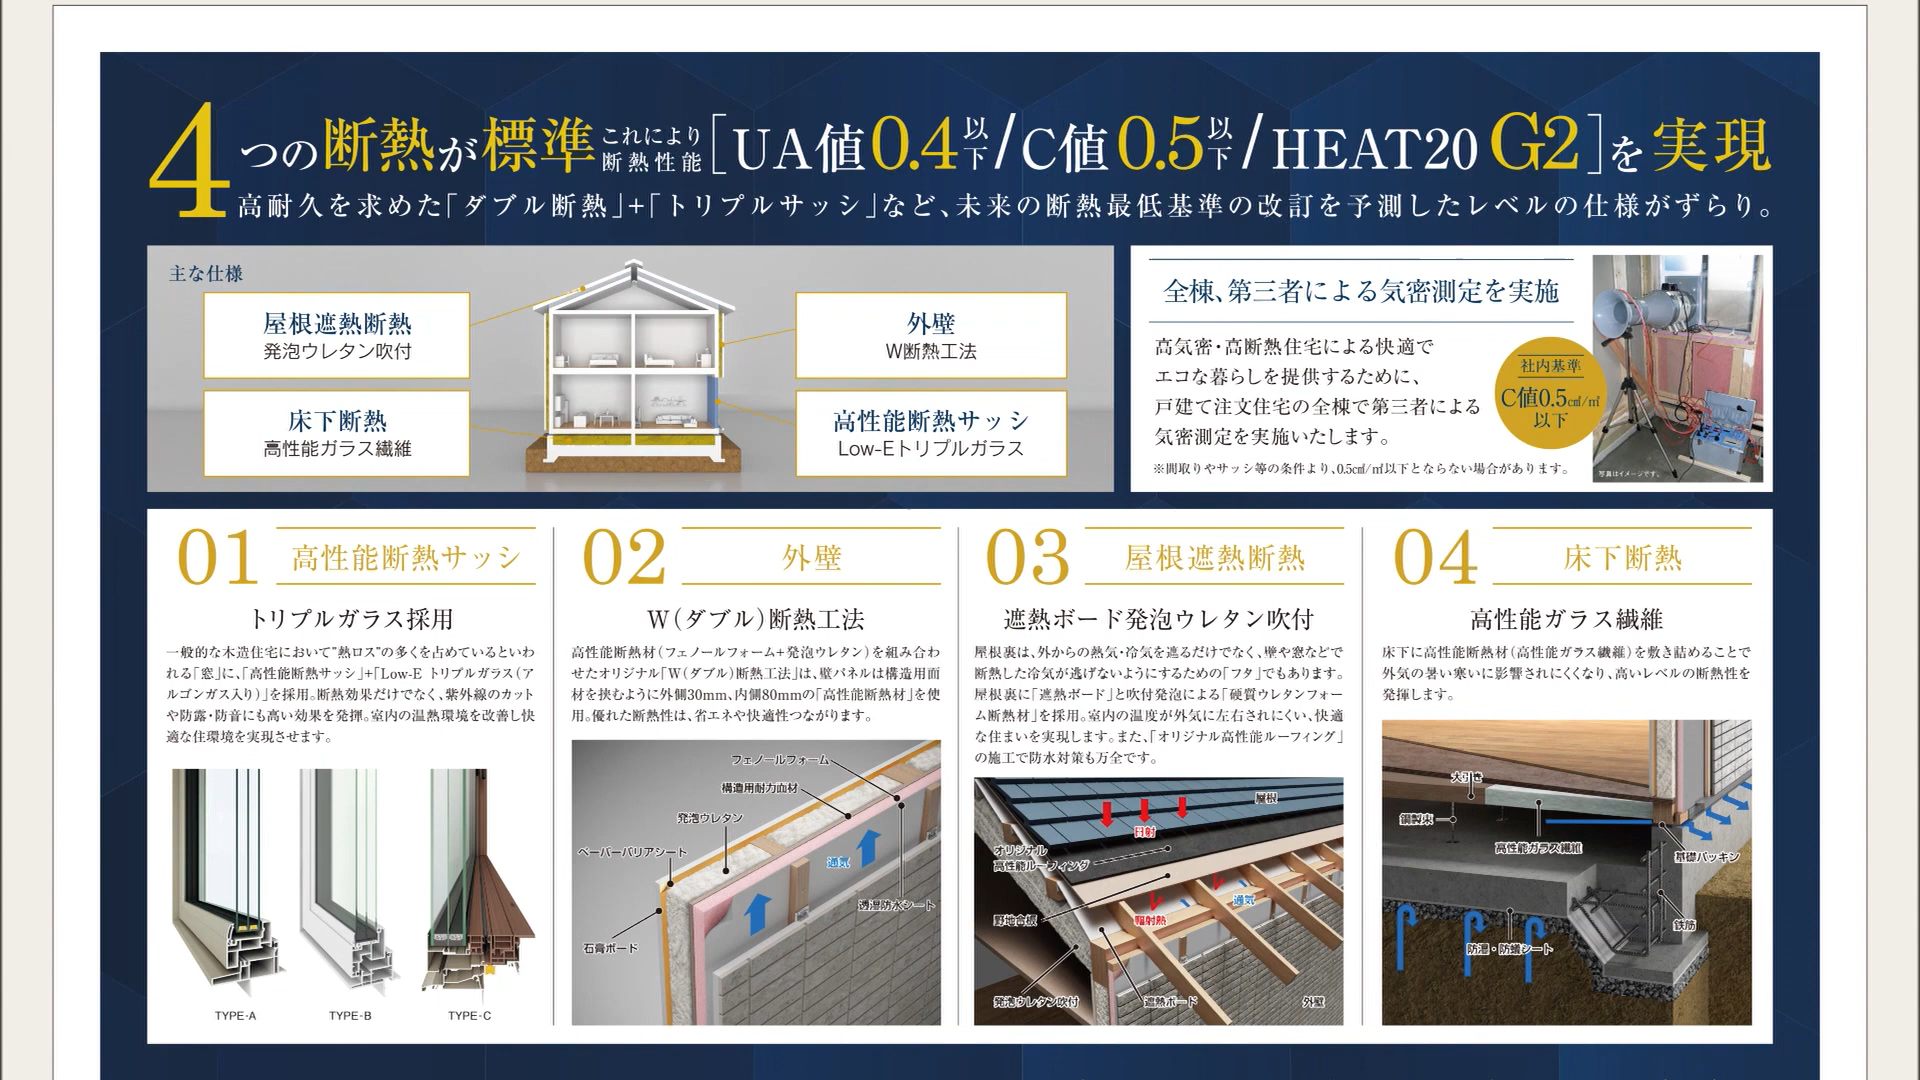 4つの断熱が標準 これにより断熱性能 [UA値0.4以下/C値0.5以下/HEAT20 G2]を実現
高耐久を求めた「ダブル断熱」+「トリプルサッシ」など、未来の断熱最低基準の改訂を予測したレベルの仕様がずらり。
主な仕様
屋根遮熱断熱
発泡ウレタン吹付
床下断熱
高性能ガラス繊維
外壁
W断熱工法
高性能断熱サッシ
Low-Eトリプルガラス
全棟、第三者による気密測定を実施
高気密・高断熱住宅による快適で
エコな暮らしを提供するために、
戸建て注文住宅の全棟で第三者による
気密測定を実施いたします。
※間取りやサッシ等の条件より、0.5㎠/㎡以下とならない場合があります。
社内基準
C値0.5㎠/㎡
以下
写真はイメージです。
01 高性能断熱サッシ
トリプルガラス採用
一般的な木造住宅において"熱ロス"の多くを占めているといわ
れる「窓」に、「高性能断熱サッシ」+「Low-E トリプルガラス(ア
ルゴンガス入り)」を採用。断熱効果だけでなく、紫外線のカット
や防露・防音にも高い効果を発揮。室内の温熱環境を改善し快
適な住環境を実現させます。
TYPE-A
TYPE-B
TYPE-C
02 外壁
W(ダブル)断熱工法
高性能断熱材(フェノールフォーム+発泡ウレタン)を組み合わ
せたオリジナル「W(ダブル)断熱工法」は、壁パネルは構造用面
材を挟むように外側30mm、内側80mmの「高性能断熱材」を使
用。優れた断熱性は、省エネや快適性つながります。
フェノールフォーム
構造用耐力面材
発泡ウレタン
ペーパーバリアシート
通気
透湿防水シート
石膏ボード
03 屋根遮熱断熱
遮熱ボード発泡ウレタン吹付
屋根裏は、外からの熱気・冷気を遮るだけでなく、壁や窓などで
断熱した冷気が逃げないようにするための「フタ」でもあります。
屋根裏に「遮熱ボード」と吹付発泡による「硬質ウレタンフォー
ム断熱材」を採用。室内の温度が外気に左右されにくい、快適
な住まいを実現します。また、「オリジナル高性能ルーフィング」
の施工で防水対策も万全です。
屋根
日射
オリジナル
高性能ルーフィング
野地合板
輻射熱
通気
発泡ウレタン吹付
遮熱ボード
外壁
04 床下断熱
高性能ガラス繊維
床下に高性能断熱材(高性能ガラス繊維)を敷き詰めることで
外気の暑い寒いに影響されにくくなり、高いレベルの断熱性を
発揮します。
大引き
鋼製束
高性能ガラス繊維
基礎パッキン
鉄筋
防湿・防蟻シート